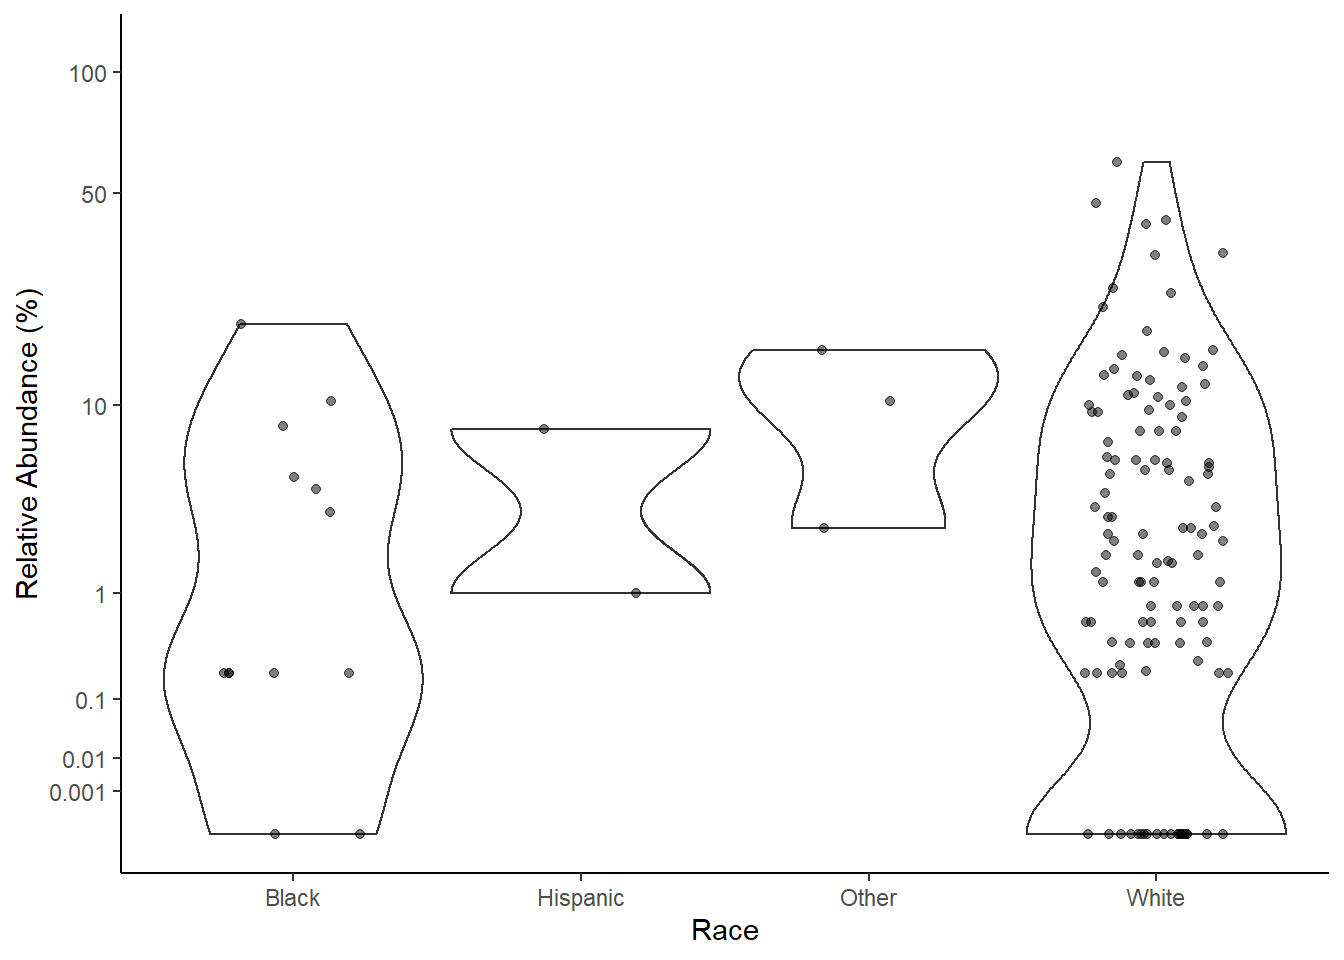 Relative Abundance (%)
100
50
10
1
0.1
0.01
0.001
Black
Hispanic
Other
White
Race